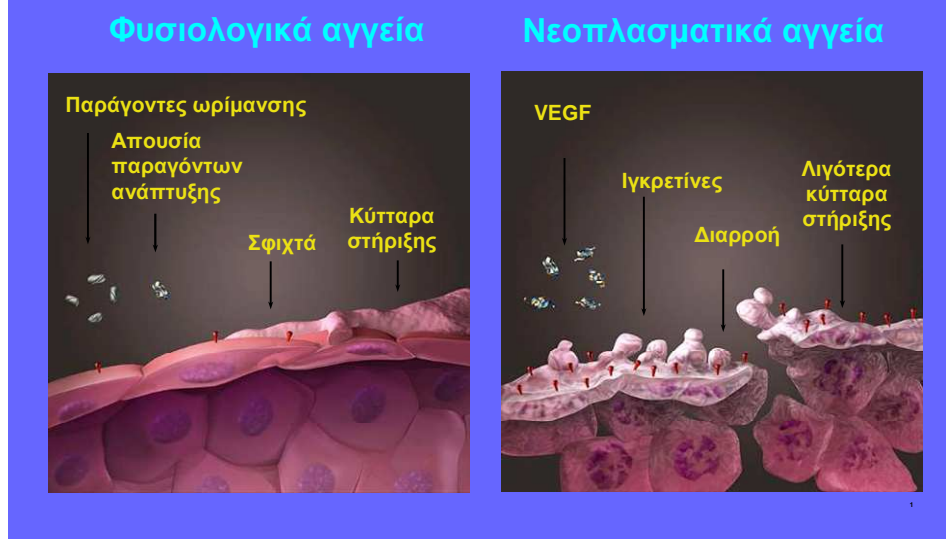 Φυσιολογικά αγγεία
Παράγοντες ωρίμανσης
Απουσία
παραγόντων
ανάπτυξης
Σφιχτά
Κύτταρα
στήριξης
Νεοπλασματικά αγγεία
VEGF
Ιγκρετίνες
Διαρροή
Λιγότερα
κύτταρα
στήριξης
1